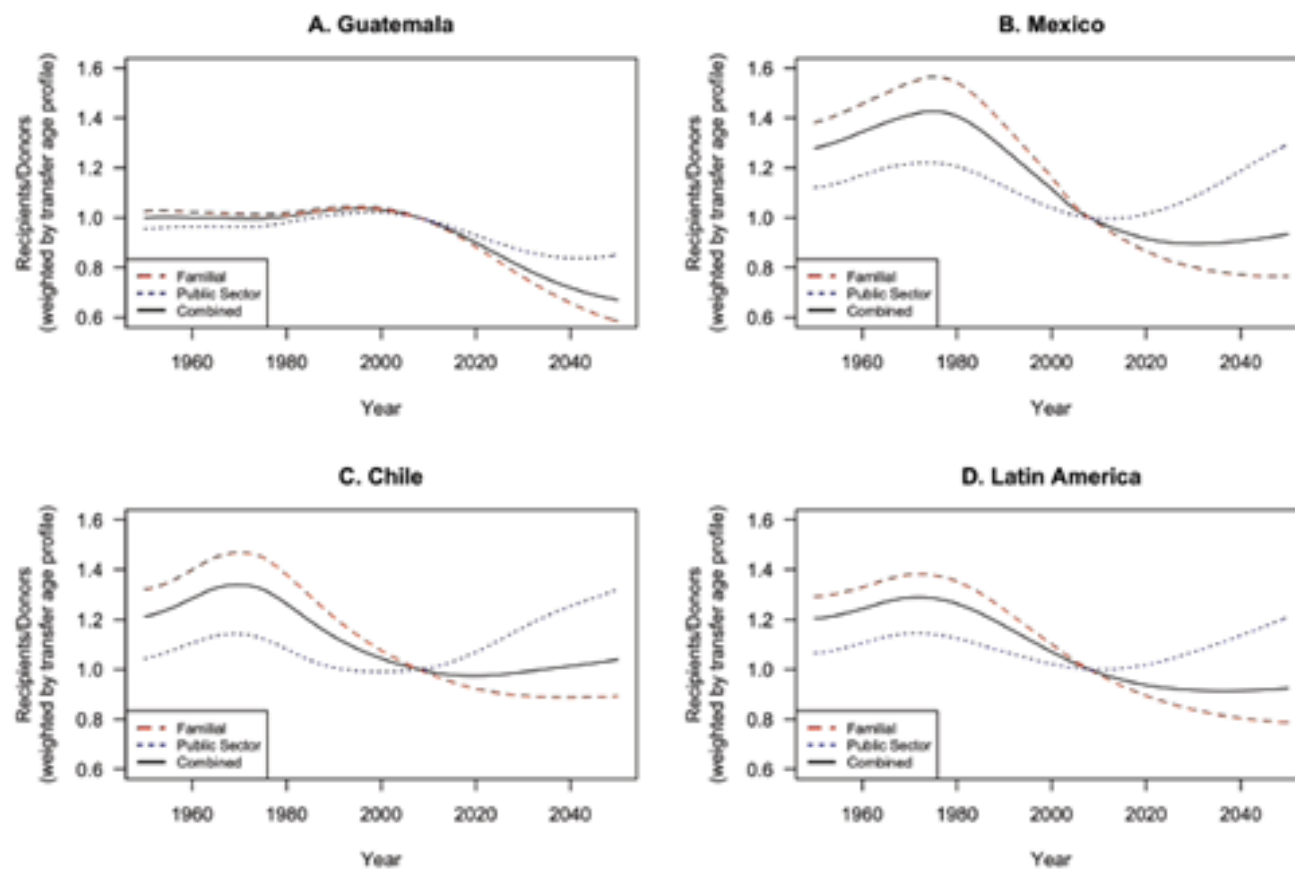 A. Guatemala
Recipients/Donors
(weighted by transfer age profile)
1.6
1.4
1.2
1.0
0.8
0.6
Familial
Public Sector
Combined
1960 1980 2000 2020 2040
Year
B. Mexico
Recipients/Donors
(weighted by transfer age profile)
1.6
1.4
1.2
1.0
0.8
0.6
Familial
Public Sector
Combined
1960 1980 2000 2020 2040
Year
C. Chile
Recipients/Donors
(weighted by transfer age profile)
1.6
1.4
1.2
1.0
0.8
0.6
Familial
Public Sector
Combined
1960 1980 2000 2020 2040
Year
D. Latin America
Recipients/Donors
(weighted by transfer age profile)
1.6
1.4
1.2
1.0
0.8
0.6
Familial
Public Sector
Combined
1960 1980 2000 2020 2040
Year